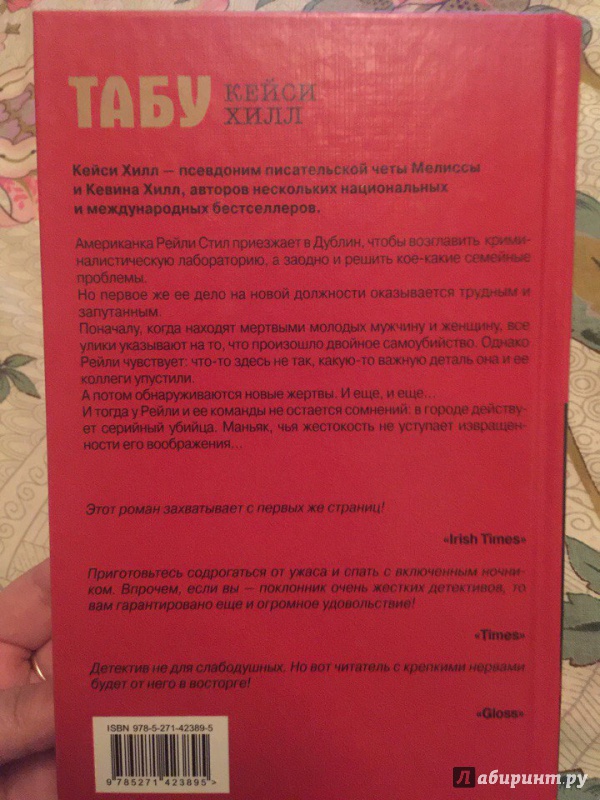 ТАБУ КЕЙСИ
ХИЛЛ
Кейси Хилл — псевдоним писательской четы Мелиссы
и Кевина Хилл, авторов нескольких национальных
и международных бестселлеров.
Американка Рейли Стил приезжает в Дублин, чтобы возглавить крими-
налистическую лабораторию, а заодно и решить кое-какие семейные
проблемы.
Но первое же ее дело на новой должности оказывается трудным и
запутанным.
Поначалу, когда находят мертвыми молодых мужчину и женщину, все
улики указывают на то, что произошло двойное самоубийство. Однако
Рейли чувствует: что-то здесь не так, какую-то важную деталь она и ее
коллеги упустили.
А потом обнаруживаются новые жертвы. И еще, и еще...
И тогда у Рейли и ее команды не остается сомнений: в городе действу-
ет серийный убийца. Маньяк, чья жестокость не уступает извращен-
ности его воображения...
Этот роман захватывает с первых же страниц!
«Irish Times»
Приготовьтесь содрогаться от ужаса и спать с включенным ночни-
ком. Впрочем, если вы — поклонник очень жестких детективов, то
вам гарантировано еще и огромное удовольствие!
«Times»
Детектив не для слабодушных. Но вот читатель с крепкими нервами
будет от него в восторге!
«Gloss»
ISBN 978-5-271-42389-5
9 785271 423895 >
Лабиринт.ру